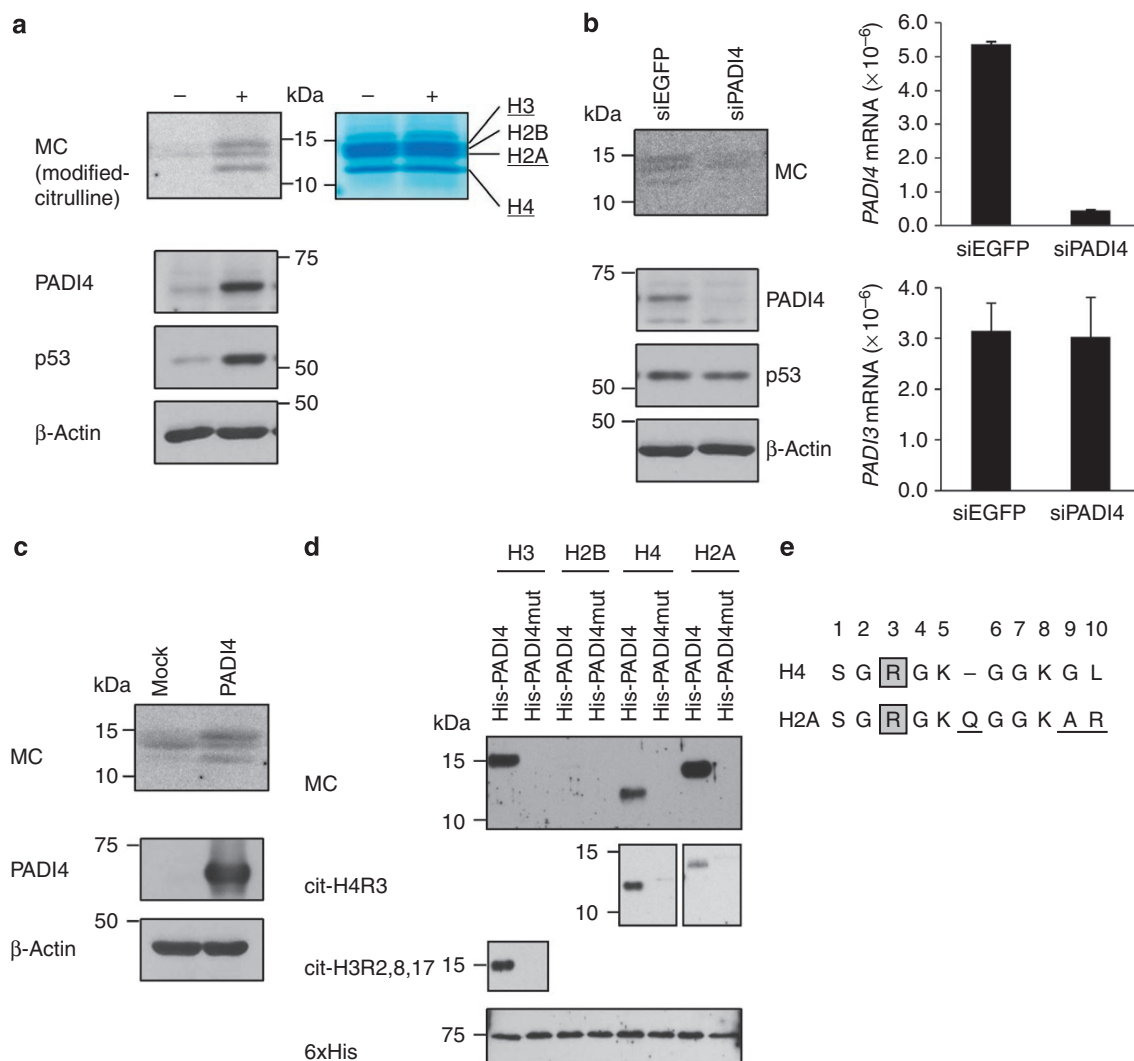 a
– + kDa
MC
(modified-
citrulline)
15
10
H3
H2B
H2A
H4
PADI4
75
p53
50
50
β-Actin
b
siEGFP
siPADI4
kDa
15
10
MC
75
PADI4
50
p53
50
β-Actin
PADI4 mRNA (×10⁻⁶)
6.0
5.0
4.0
3.0
2.0
1.0
0.0
siEGFP siPADI4
PADI3 mRNA (×10⁻⁶)
4.0
3.0
2.0
1.0
0.0
siEGFP siPADI4
c
Mock
PADI4
kDa
15
10
MC
75
PADI4
50
β-Actin
d
H3 H2B H4 H2A
His-PADI4
His-PADI4mut
His-PADI4
His-PADI4mut
His-PADI4
His-PADI4mut
His-PADI4
His-PADI4mut
kDa
15
10
MC
15
10
cit-H4R3
cit-H3R2,8,17
15
75
6xHis
e
1 2 3 4 5 6 7 8 9 10
H4 S G R G K – G G K G L
H2A S G R G K Q G G K A R